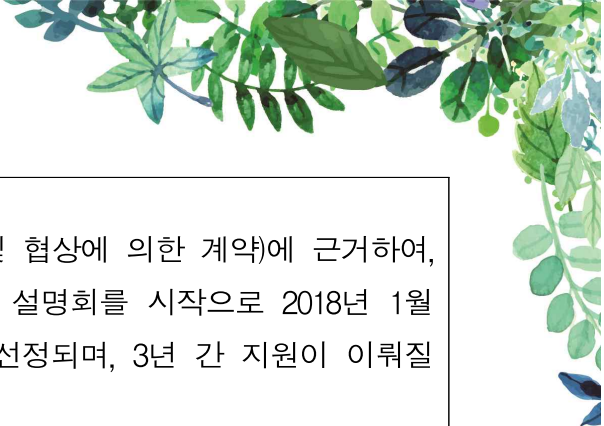 협상에 의한 계약)에 근거하여,
설명회를 시작으로 2018년 1월
선정되며, 3년 간 지원이 이뤄질